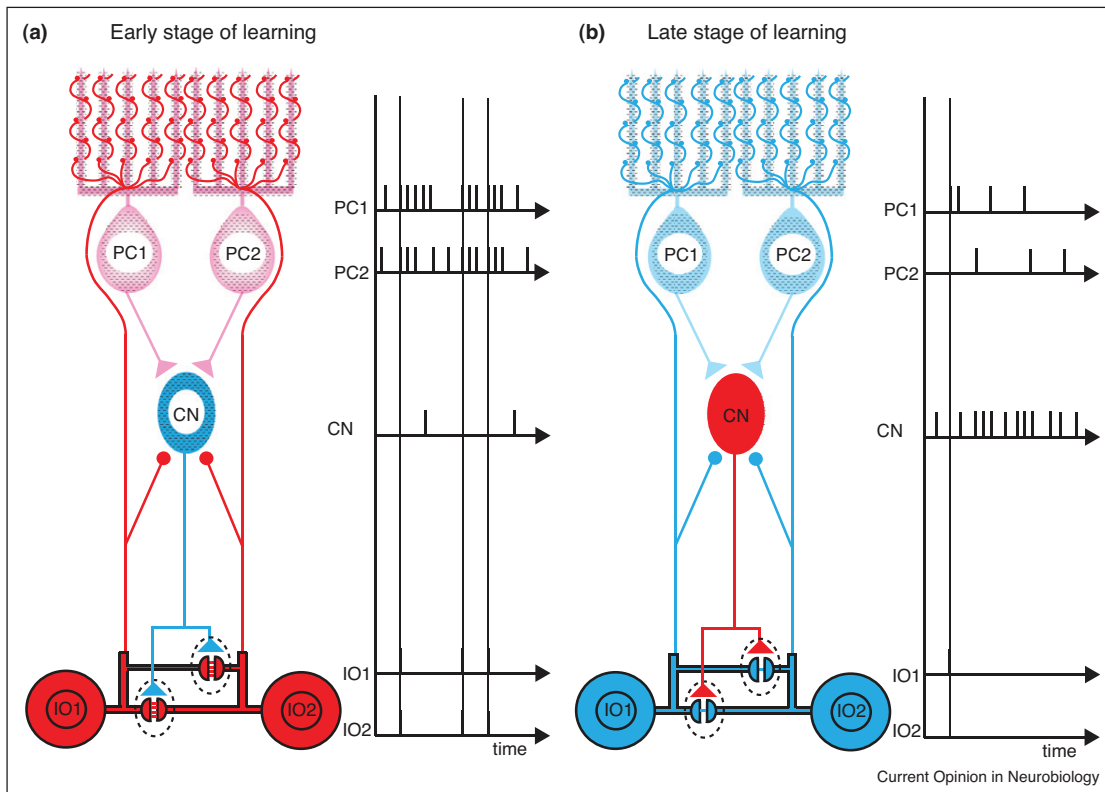 (a) Early stage of learning
PC1
PC2
PC1
PC2
CN
CN
IO1
IO2
IO1
IO2
time
(b) Late stage of learning
PC1
PC2
PC1
PC2
CN
CN
IO1
IO2
IO1
IO2
time
Current Opinion in Neurobiology